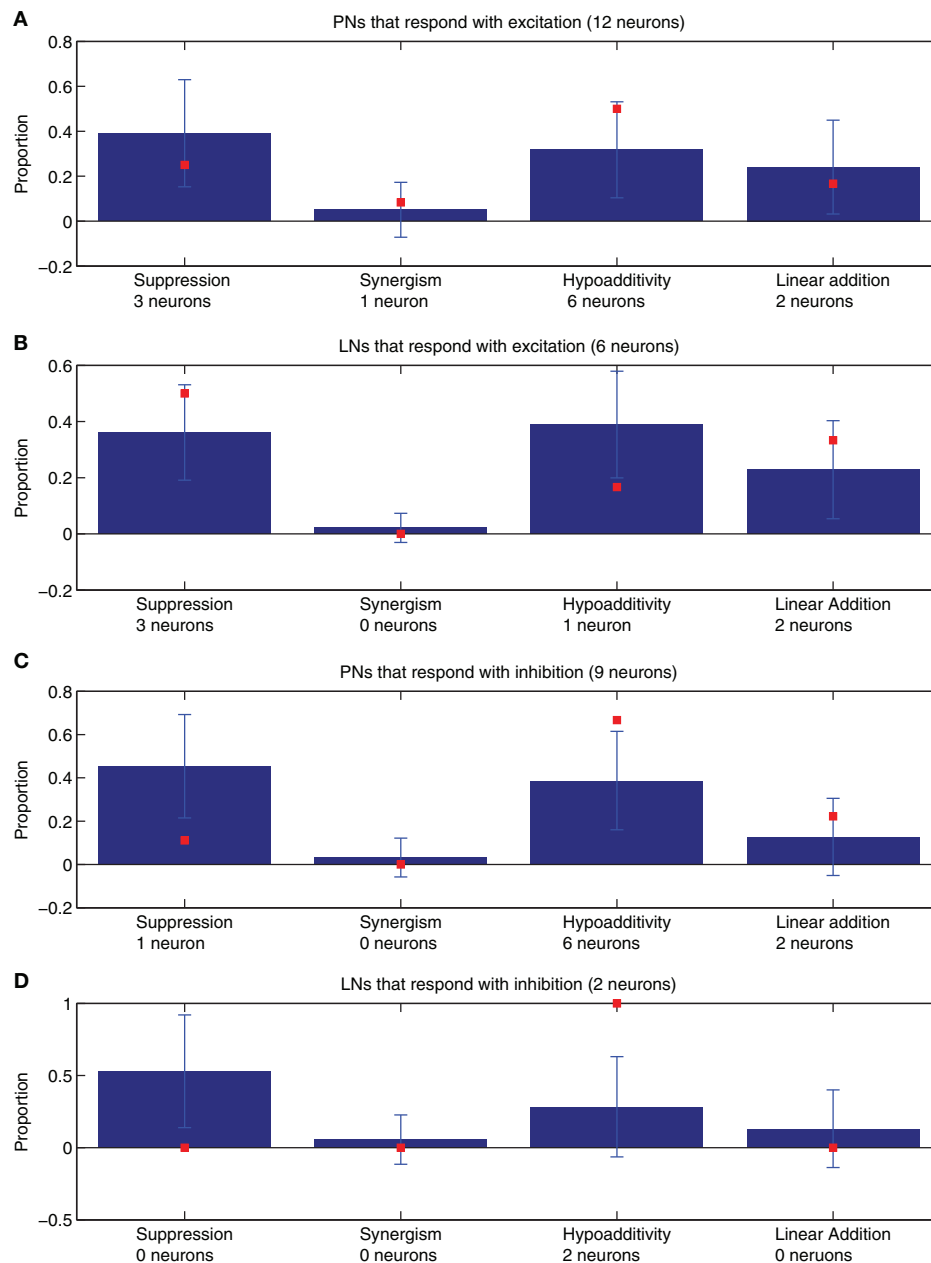 A
PNs that respond with excitation (12 neurons)
0.8
0.6
0.4
0.2
0
−0.2
Proportion
Suppression
3 neurons
Synergism
1 neuron
Hypoadditivity
6 neurons
Linear addition
2 neurons
B
LNs that respond with excitation (6 neurons)
0.6
0.4
0.2
0
−0.2
Proportion
Suppression
3 neurons
Synergism
0 neurons
Hypoadditivity
1 neuron
Linear Addition
2 neurons
C
PNs that respond with inhibition (9 neurons)
0.8
0.6
0.4
0.2
0
−0.2
Proportion
Suppression
1 neuron
Synergism
0 neurons
Hypoadditivity
6 neurons
Linear addition
2 neurons
D
LNs that respond with inhibition (2 neurons)
1
0.5
0
−0.5
Proportion
Suppression
0 neurons
Synergism
0 neurons
Hypoadditivity
2 neurons
Linear Addition
0 neruons